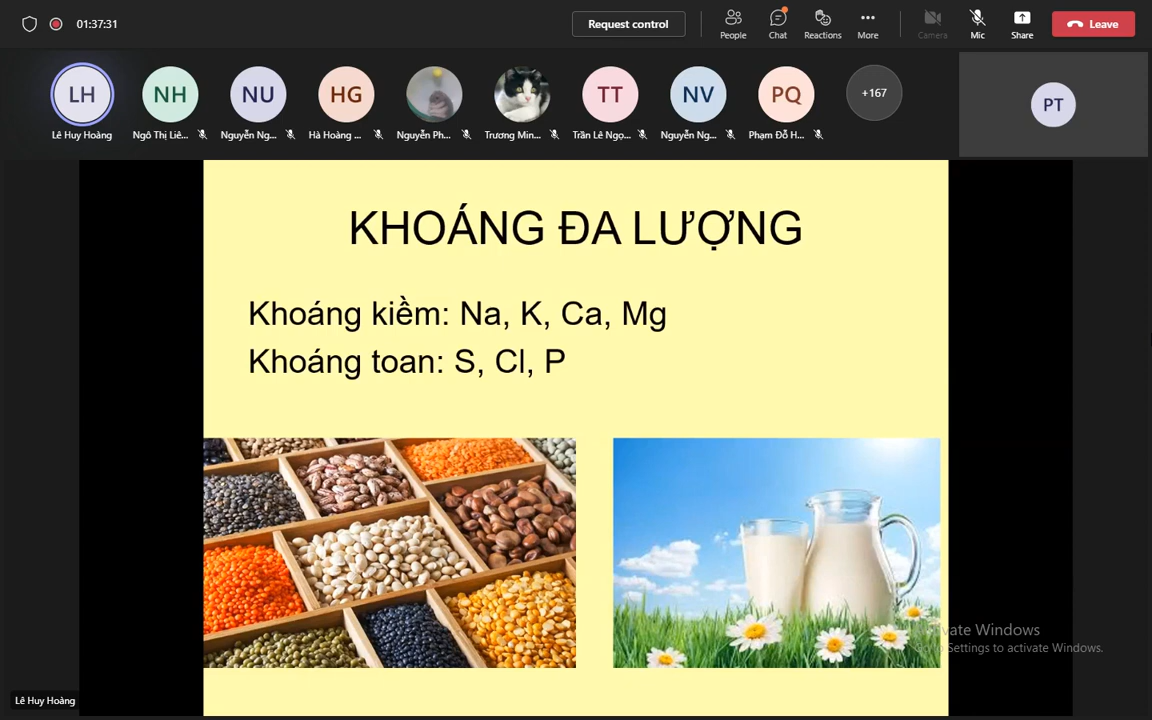 01:37:31
Request control
People
Chat
Reactions
More
Camera
Mic
Share
Leave
LH
NH
NU
HG
TT
NV
PQ
+167
PT
Lê Huy Hoàng
Ngô Thị Liê...
Nguyễn Ng...
Hà Hoàng ...
Nguyễn Ph...
Trương Min...
Trần Lê Ngọ...
Nguyễn Ng...
Phạm Đỗ H...
KHOÁNG ĐA LƯỢNG
Khoáng kiềm: Na, K, Ca, Mg
Khoáng toan: S, Cl, P
Activate Windows
Go to Settings to activate Windows.
Lê Huy Hoàng